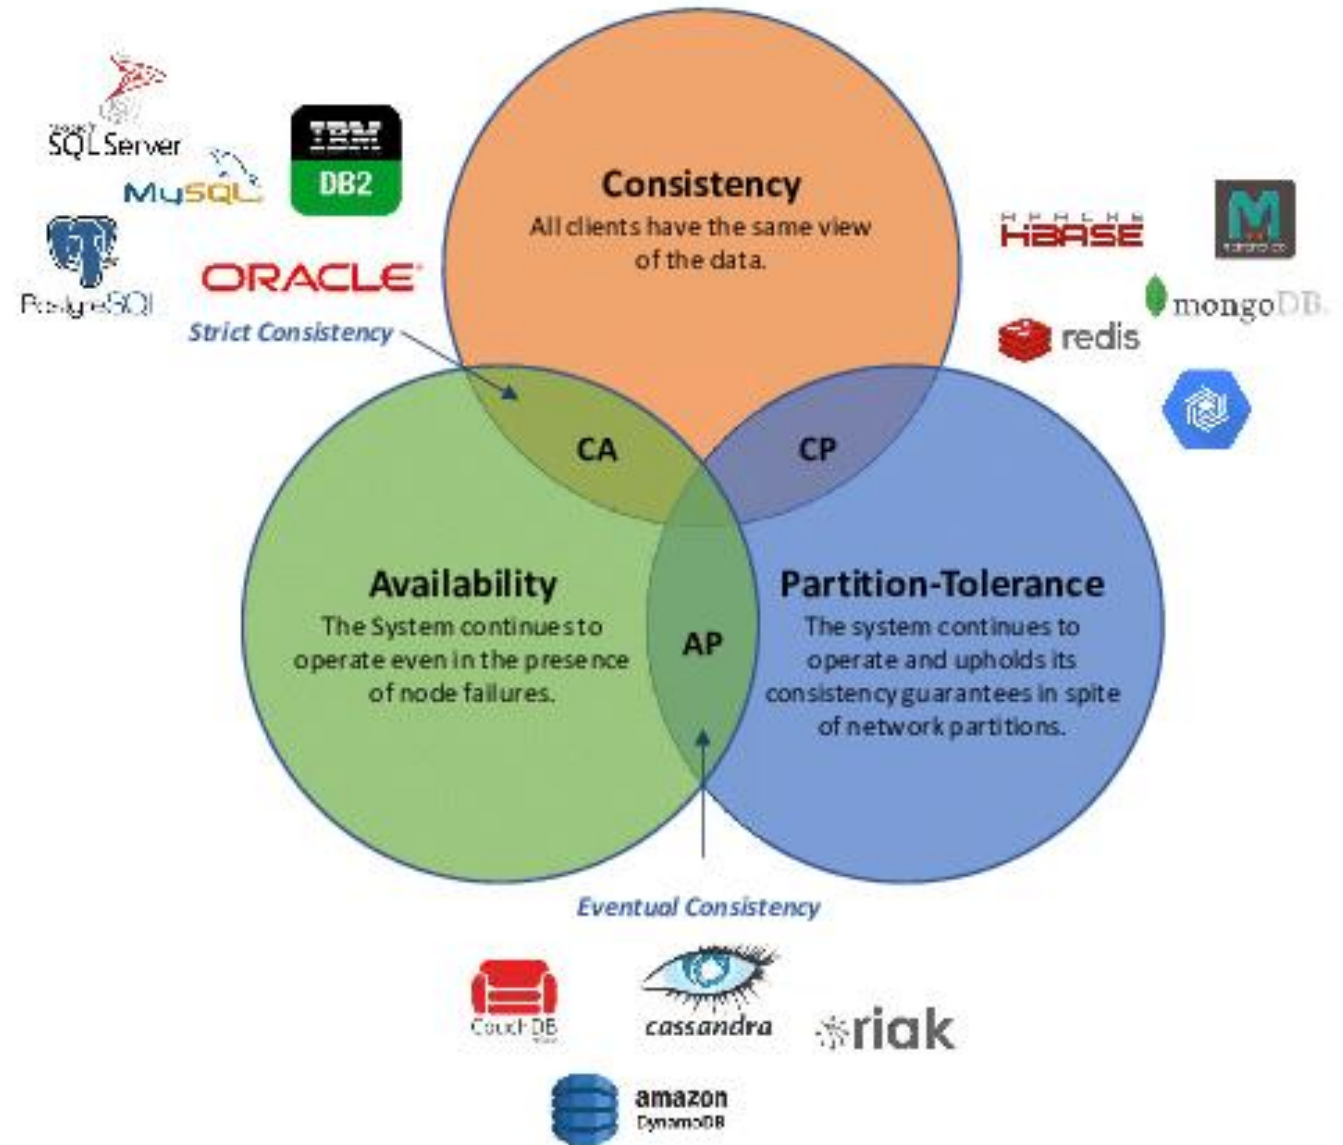 SQL Server
MySQL
IBM
DB2
PostgreSQL
ORACLE
Strict Consistency
Consistency
All clients have the same view
of the data.
APACHE
HBASE
M
mongoDB.
redis
CA
CP
Availability
The System continues to
operate even in the presence
of node failures.
Partition-Tolerance
The system continues to
operate and upholds its
consistency guarantees in spite
of network partitions.
AP
Eventual Consistency
CouchDB
cassandra
riak
amazon
DynamoDB